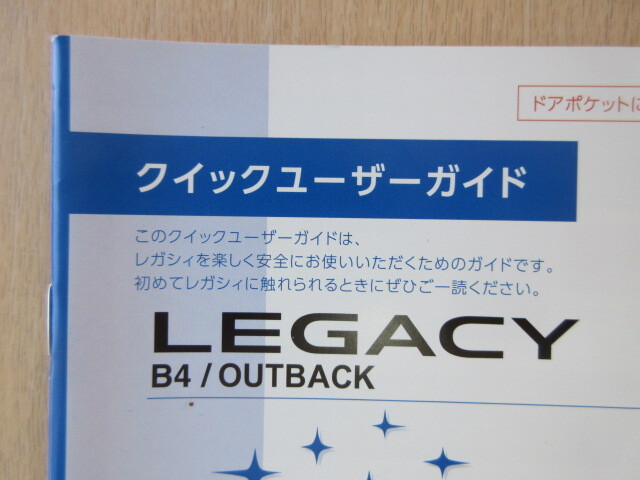 ドアポケットに
クイックユーザーガイド
このクイックユーザーガイドは、
レガシィを楽しく安全にお使いいただくためのガイドです。
初めてレガシィに触れられるときにぜひご一読ください。
LEGACY
B4 / OUTBACK